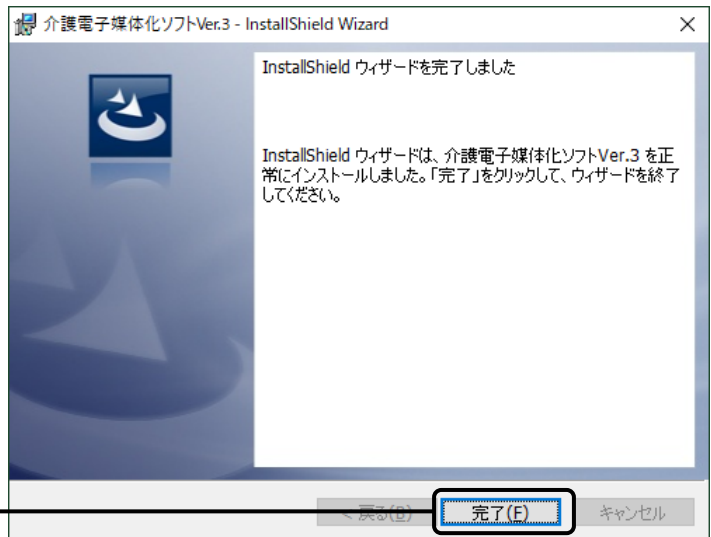 介護電子媒体化ソフトVer.3 - InstallShield Wizard
InstallShield ウィザードを完了しました
InstallShield ウィザードは、介護電子媒体化ソフトVer.3 を正
常にインストールしました。「完了」をクリックして、ウィザードを終了
してください。
< 戻る(B) 完了(F) キャンセル